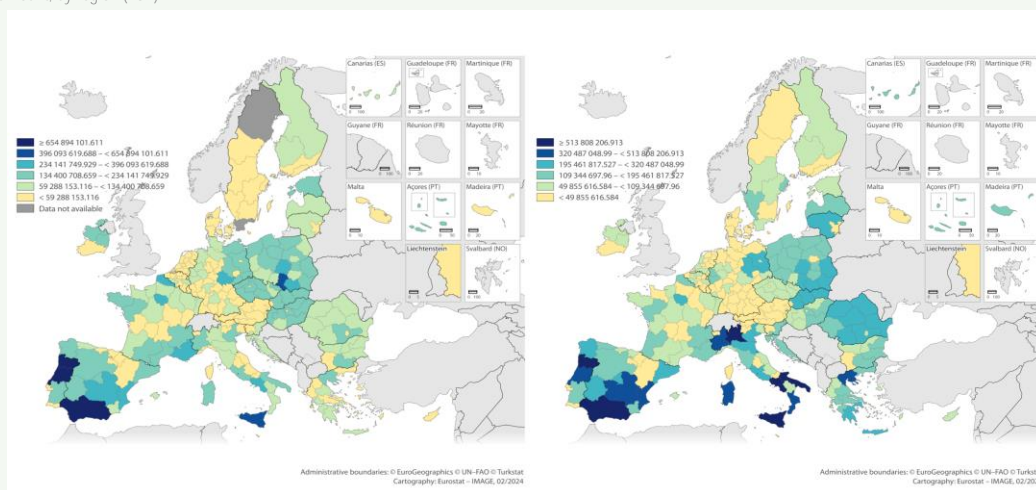 Canarias (ES)
Guadeloupe (FR)
Martinique (FR)
Guyane (FR)
Réunion (FR)
Mayotte (FR)
Malta
Açores (PT)
Madeira (PT)
Liechtenstein
Svalbard (NO)
≥ 654 894 101.611
396 093 619.688 – < 654 894 101.611
234 141 749.929 – < 396 093 619.688
134 400 708.659 – < 234 141 749.929
59 288 153.116 – < 134 400 708.659
< 59 288 153.116
Data not available
Administrative boundaries: © EuroGeographics © UN–FAO © Turkstat
Cartography: Eurostat – IMAGE, 02/2024
Canarias (ES)
Guadeloupe (FR)
Martinique (FR)
Guyane (FR)
Réunion (FR)
Mayotte (FR)
Malta
Açores (PT)
Madeira (PT)
Liechtenstein
Svalbard (NO)
≥ 513 808 206.913
320 487 048.99 – < 513 808 206.913
195 461 817.527 – < 320 487 048.99
109 344 697.96 – < 195 461 817.527
49 855 616.584 – < 109 344 697.96
< 49 855 616.584
Administrative boundaries: © EuroGeographics © UN–FAO © Turkstat
Cartography: Eurostat – IMAGE, 02/202